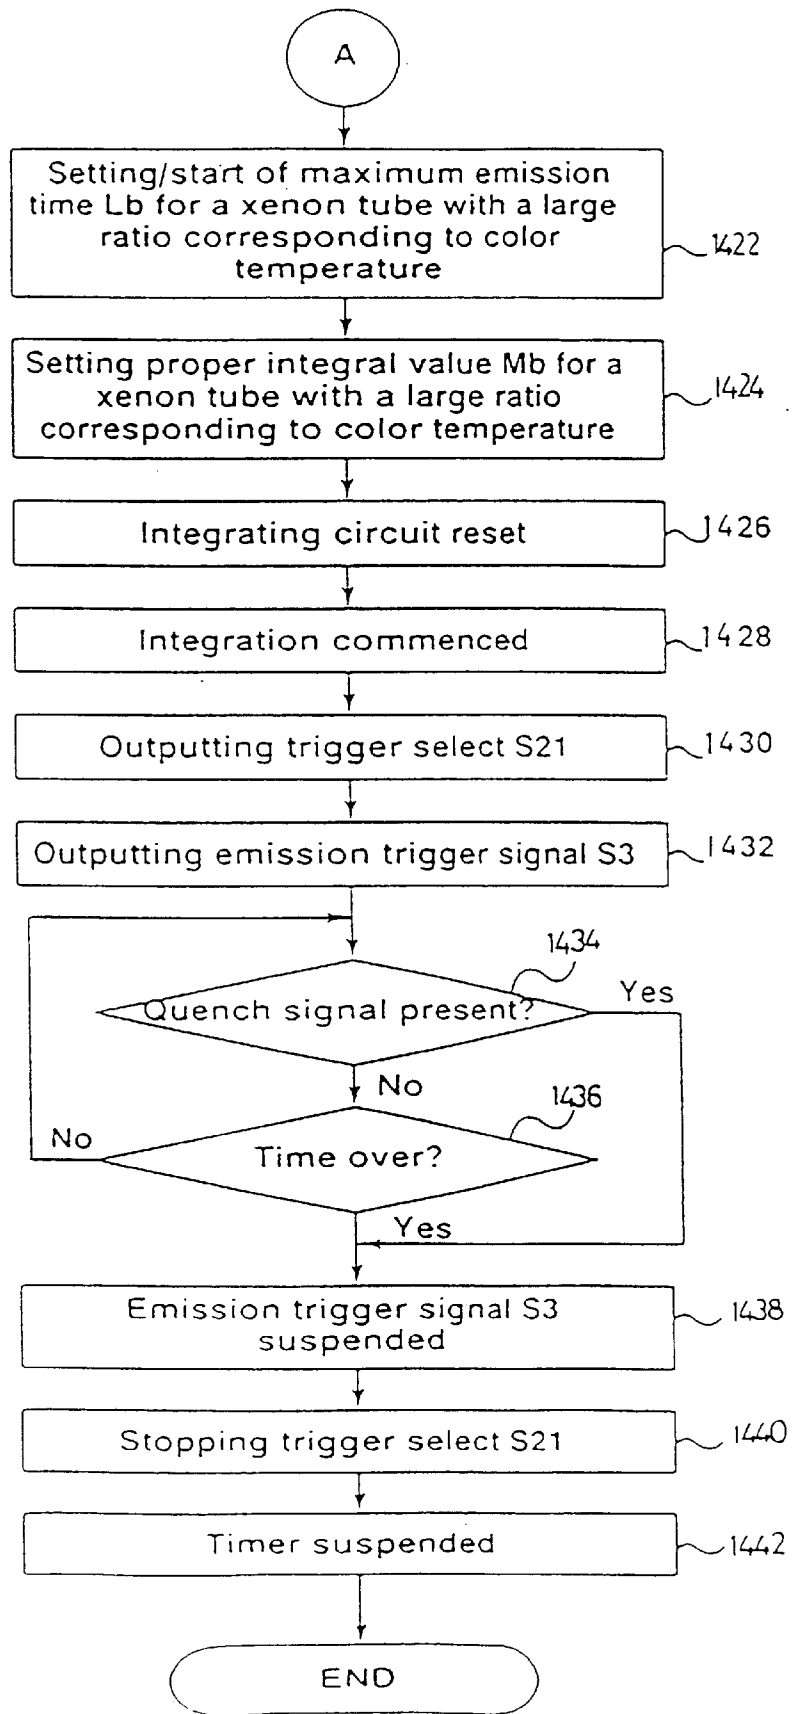 A
Setting/start of maximum emission
time Lb for a xenon tube with a large
ratio corresponding to color
temperature
1422
Setting proper integral value Mb for a
xenon tube with a large ratio
corresponding to color temperature
1424
Integrating circuit reset
1426
Integration commenced
1428
Outputting trigger select S21
1430
Outputting emission trigger signal S3
1432
1434
Quench signal present?
Yes
No
1436
No
Time over?
Yes
Emission trigger signal S3
suspended
1438
Stopping trigger select S21
1440
Timer suspended
1442
END